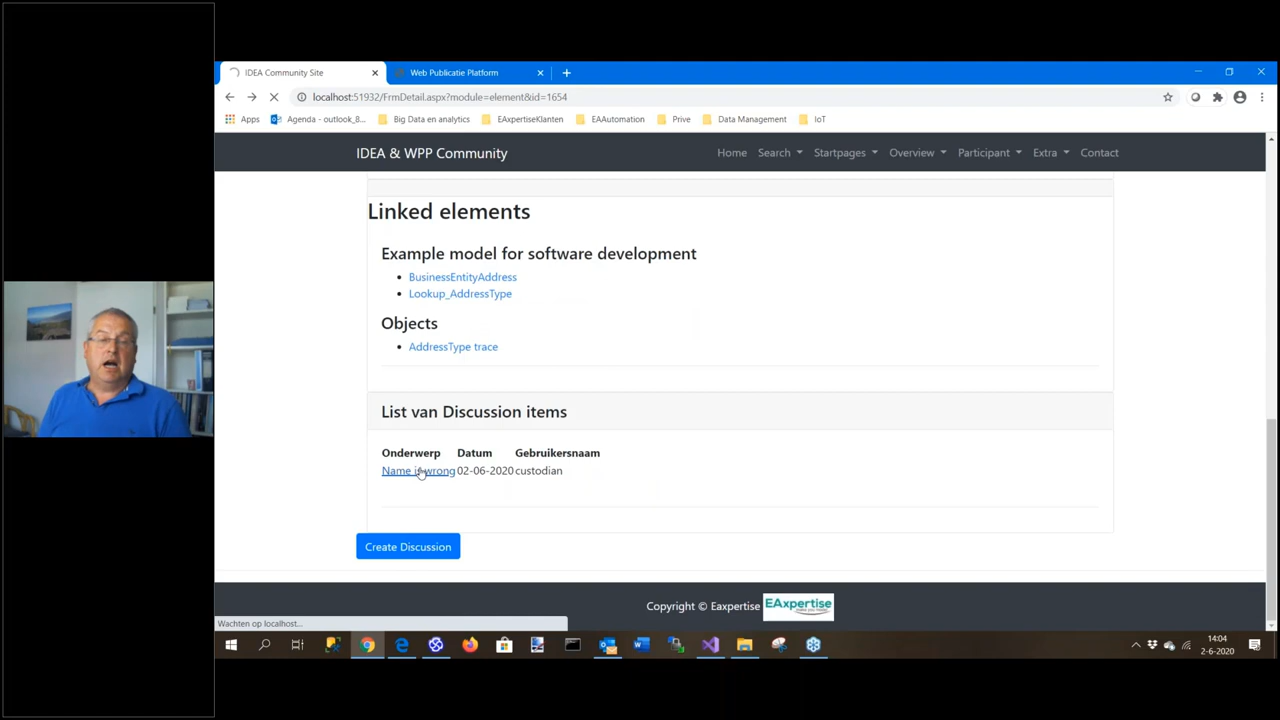 IDEA Community Site
Web Publicatie Platform
localhost:51932/FrmDetail.aspx?module=element&id=1654
Apps Agenda - outlook_8... Big Data en analytics EAxpertiseKlanten EAAutomation Prive Data Management IoT
IDEA & WPP Community
Home Search Startpages Overview Participant Extra Contact
Linked elements
Example model for software development
BusinessEntityAddress
Lookup_AddressType
Objects
AddressType trace
List van Discussion items
Onderwerp Datum Gebruikersnaam
Name is wrong 02-06-2020 custodian
Create Discussion
Copyright © Eaxpertise EAxpertise
Wachten op localhost...
14:04
2-6-2020